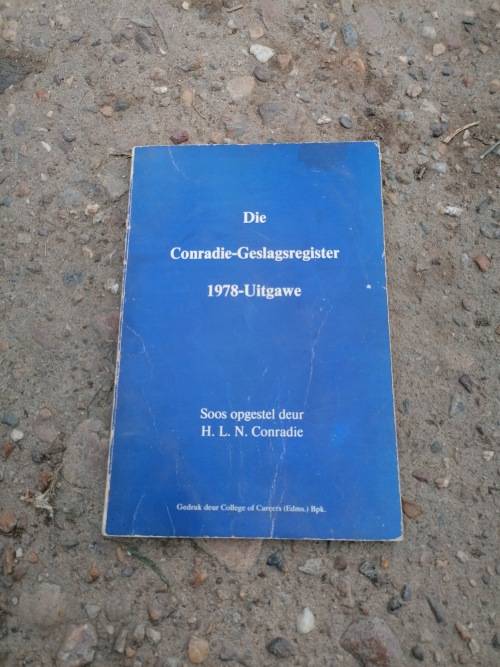 Die
Conradie-Geslagsregister
1978-Uitgawe
Soos opgestel deur
H. L. N. Conradie
Gedruk deur College of Careers (Edms.) Bpk.